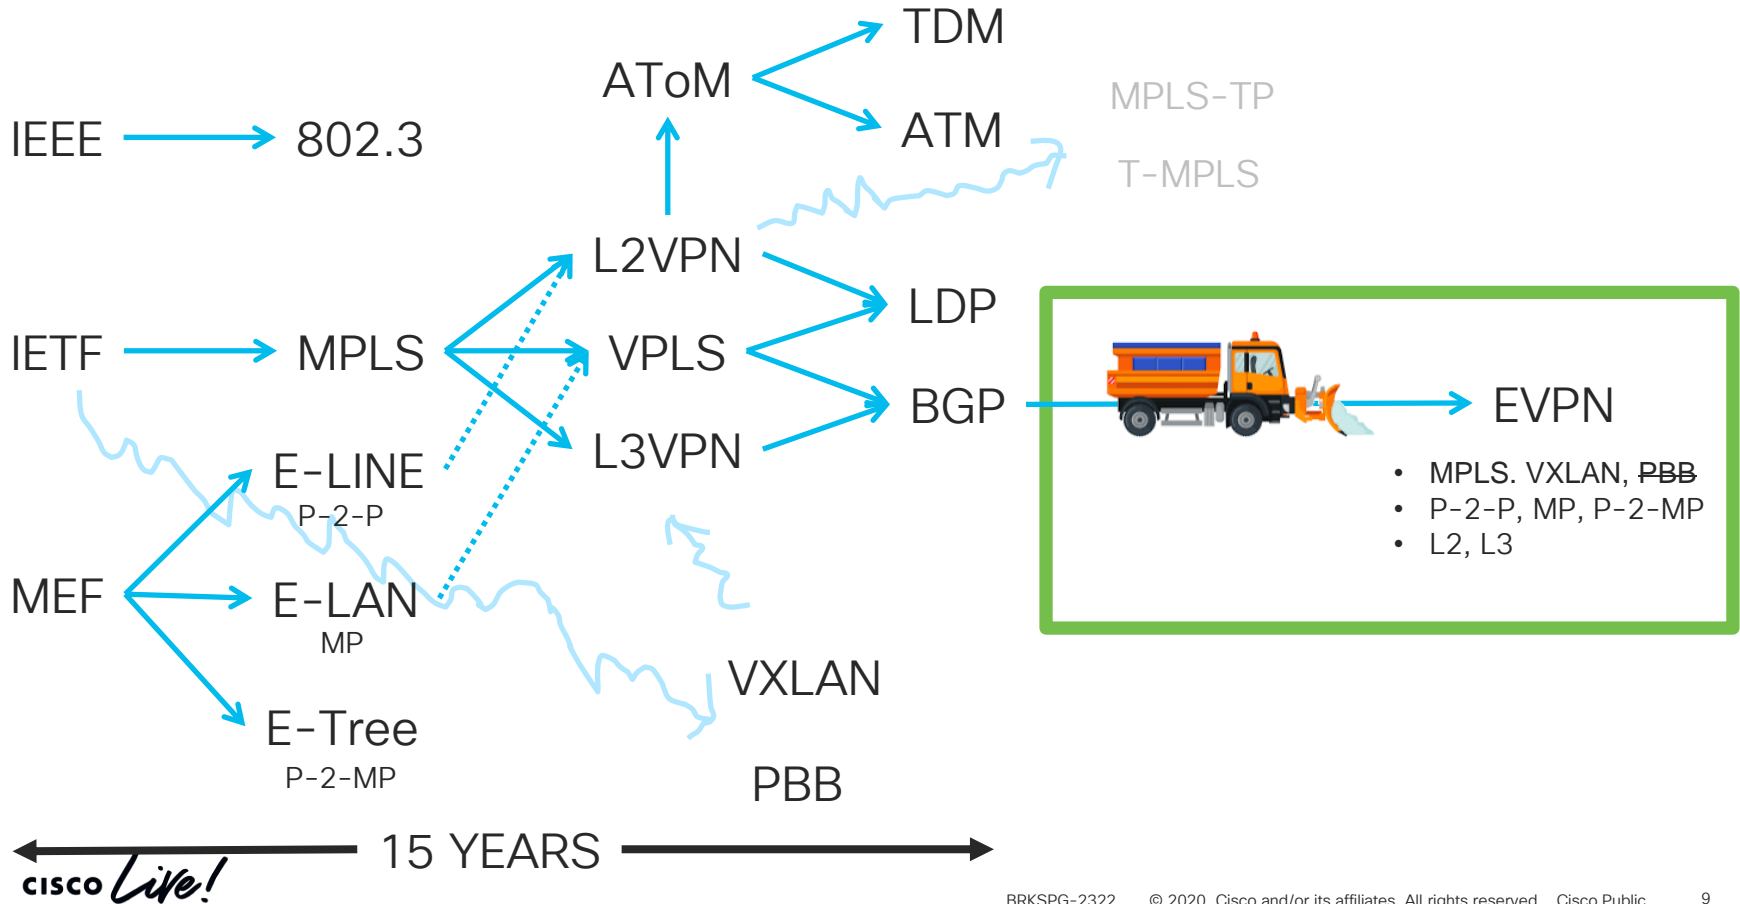 TDM
AToM
MPLS-TP
IEEE
802.3
ATM
T-MPLS
L2VPN
LDP
IETF
MPLS
VPLS
BGP
EVPN
L3VPN
E-LINE
P-2-P
• MPLS. VXLAN, PBB
• P-2-P, MP, P-2-MP
• L2, L3
MEF
E-LAN
MP
VXLAN
E-Tree
P-2-MP
PBB
15 YEARS
CISCO Live!
BRKSPG-2322 © 2020 Cisco and/or its affiliates. All rights reserved. Cisco Public 9